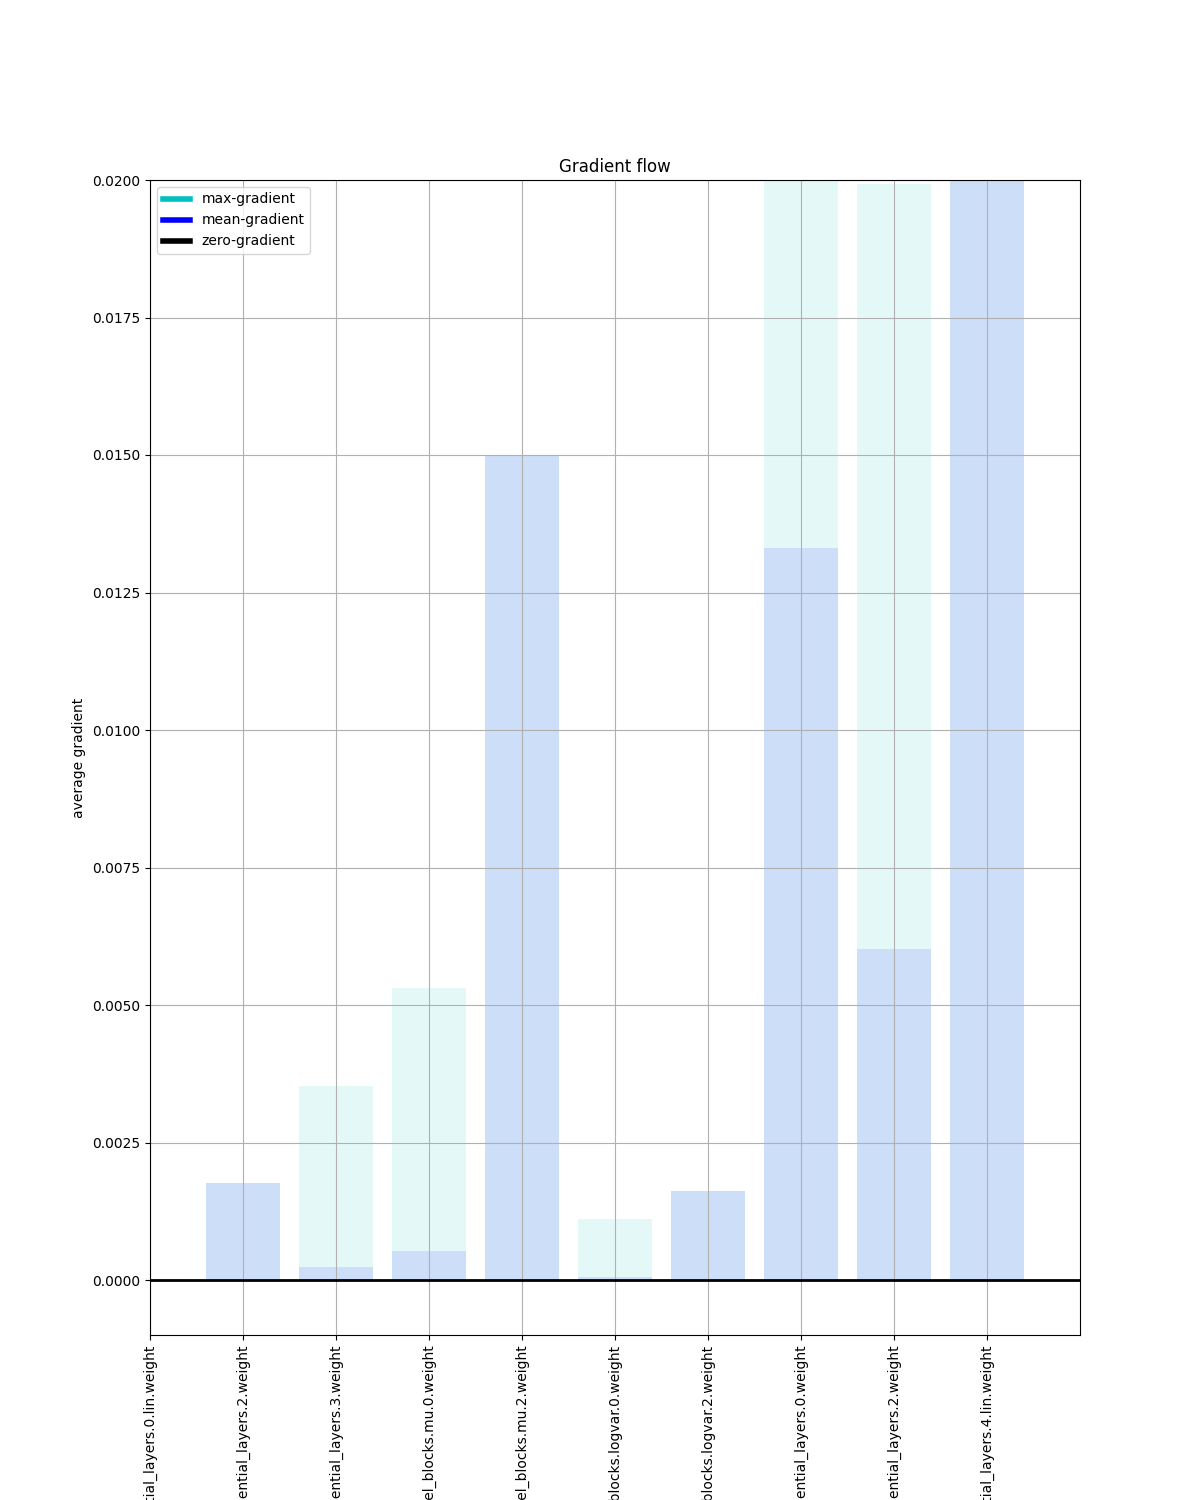 Gradient flow
max-gradient
mean-gradient
zero-gradient
0.0200
0.0175
0.0150
0.0125
0.0100
0.0075
0.0050
0.0025
0.0000
average gradient
tial_layers.0.lin.weight
ential_layers.2.weight
ential_layers.3.weight
el_blocks.mu.0.weight
el_blocks.mu.2.weight
blocks.logvar.0.weight
blocks.logvar.2.weight
ential_layers.0.weight
ential_layers.2.weight
tial_layers.4.lin.weight